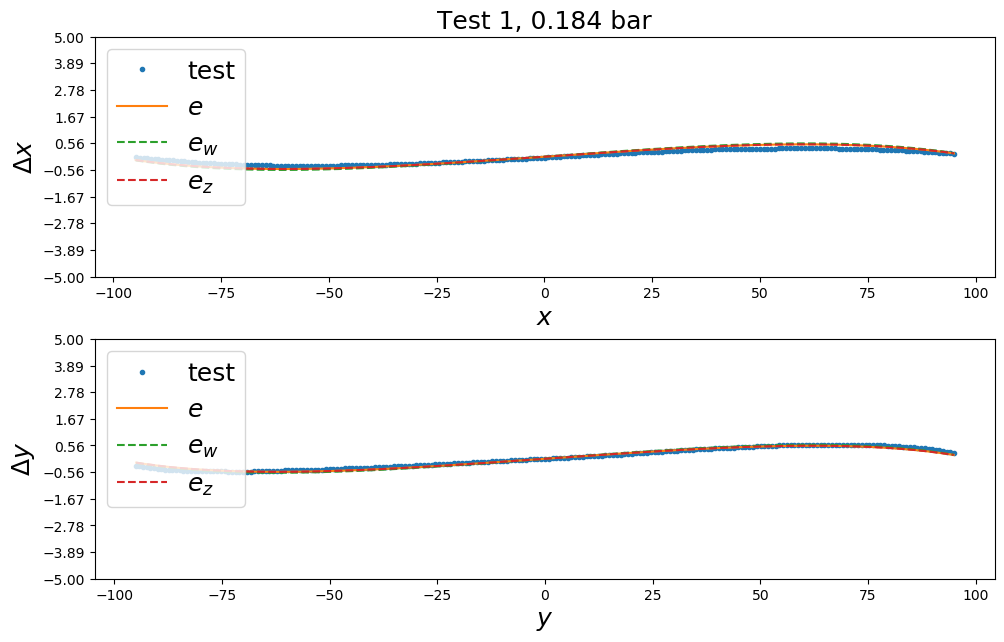 Test 1, 0.184 bar
5.00
3.89
2.78
1.67
0.56
−0.56
−1.67
−2.78
−3.89
−5.00
Δx
test
e
e_w
e_z
−100 −75 −50 −25 0 25 50 75 100
x
5.00
3.89
2.78
1.67
0.56
−0.56
−1.67
−2.78
−3.89
−5.00
Δy
test
e
e_w
e_z
−100 −75 −50 −25 0 25 50 75 100
y